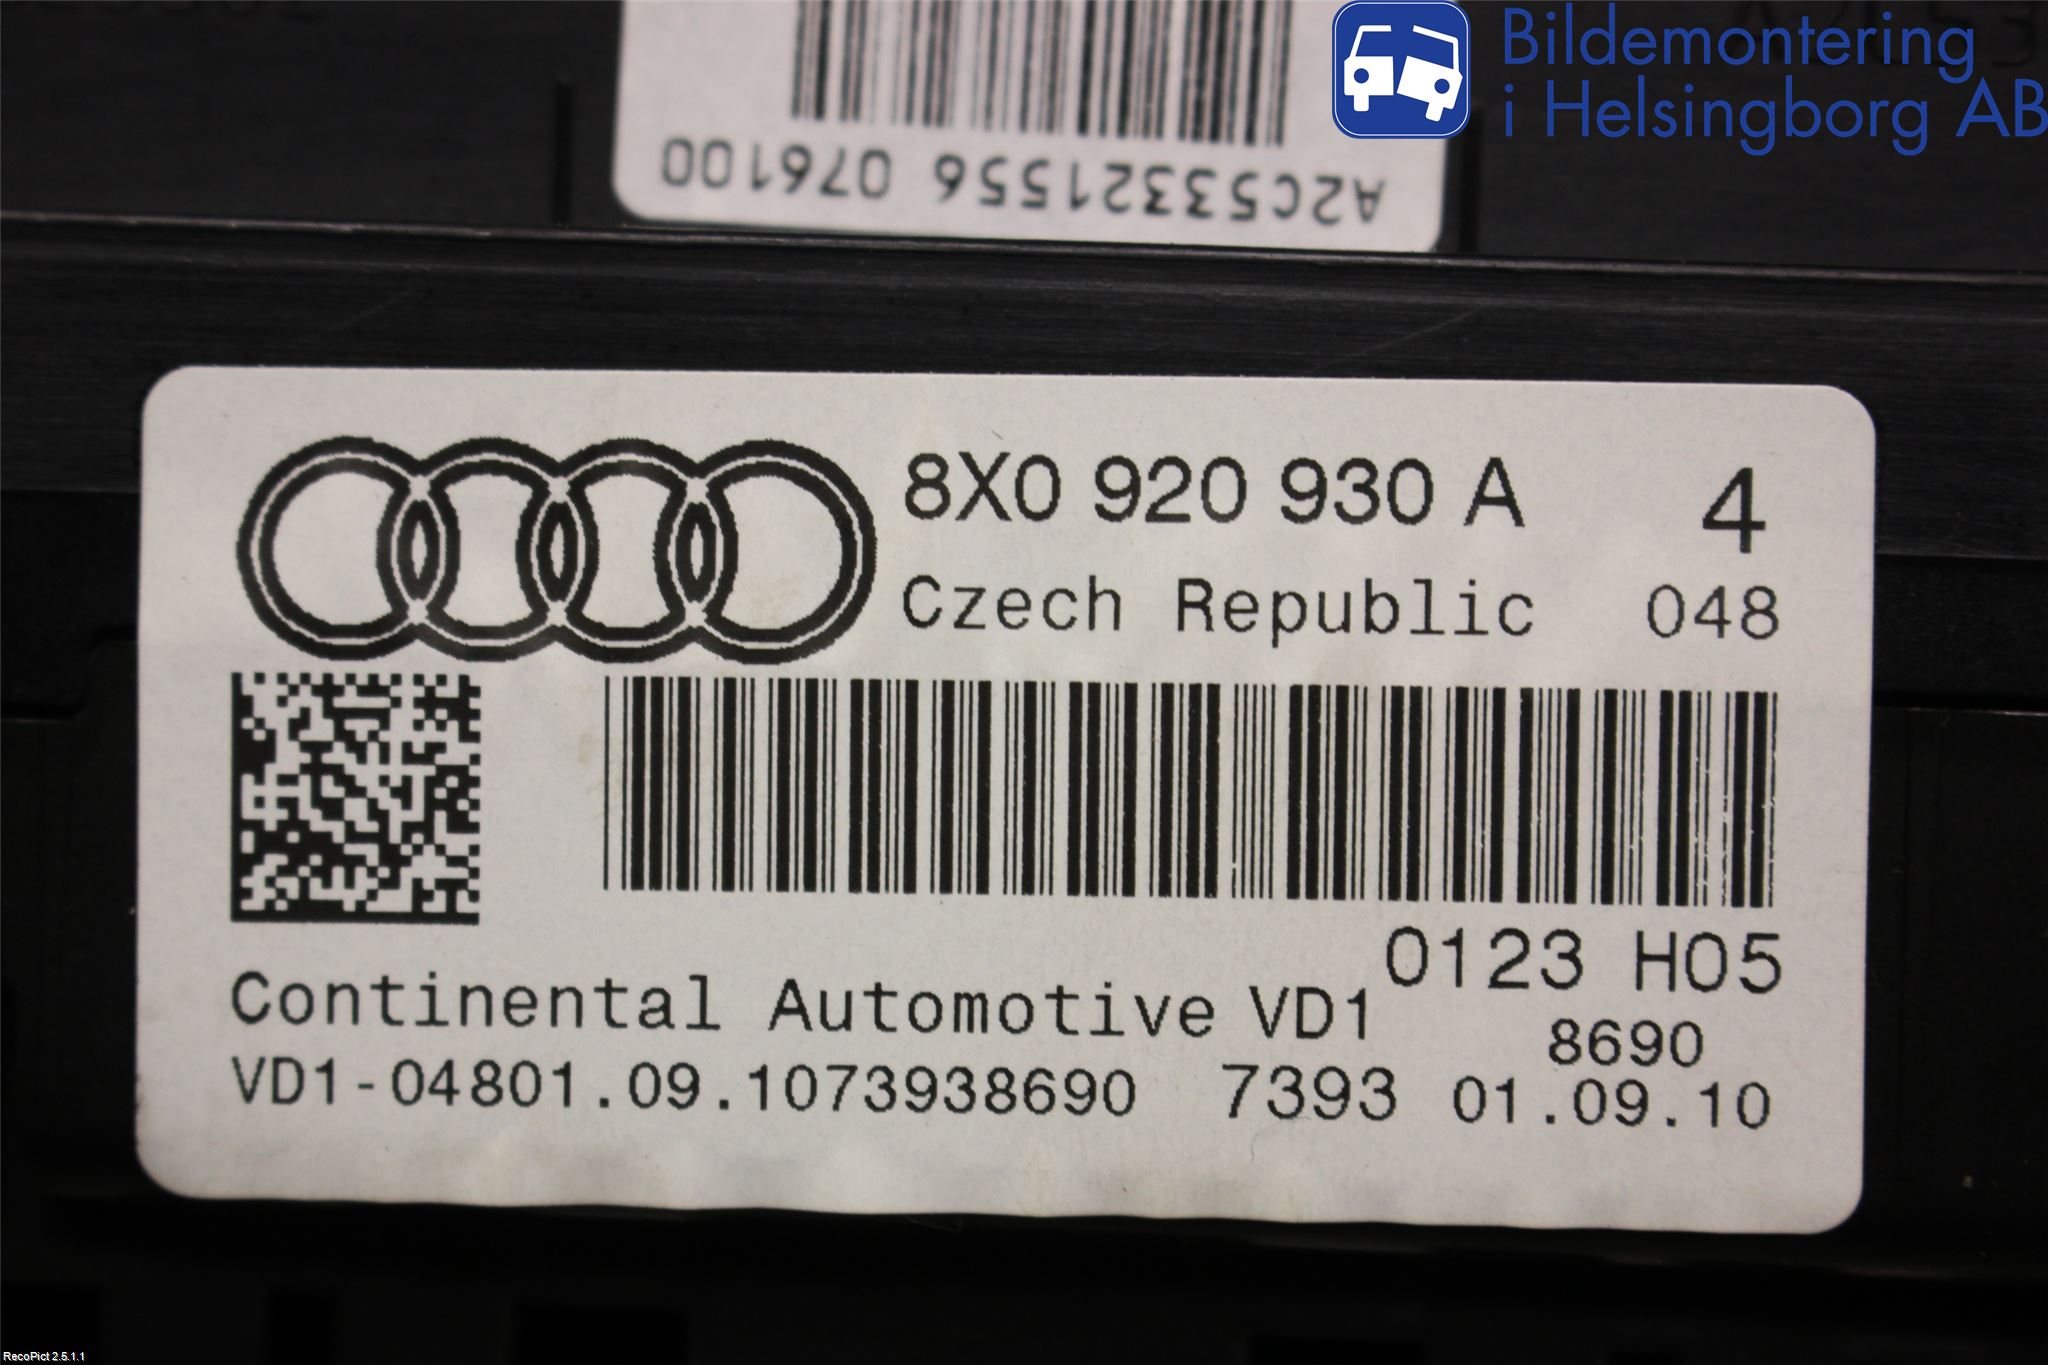 Bildemontering
i Helsingborg AB
A2C53321556 076100
8X0 920 930 A 4
Czech Republic 048
0123 H05
Continental Automotive VD1
8690
VD1-04801.09.1073938690 7393 01.09.10
RecoPict 2.5.1.1